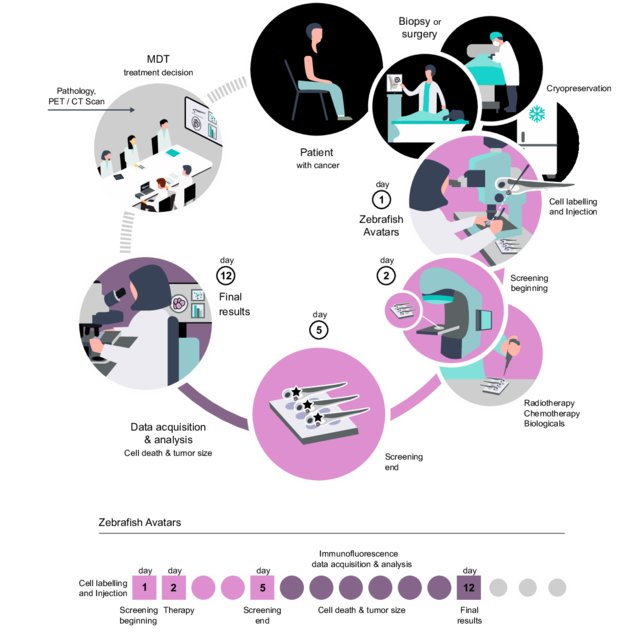 Biopsy or
surgery
MDT
treatment decision
Pathology,
PET / CT Scan
Cryopreservation
Patient
with cancer
day
1
Zebrafish
Avatars
Cell labelling
and Injection
day
2
Screening
beginning
day
12
Final
results
day
5
Radiotherapy
Chemotherapy
Biologicals
Data acquisition
& analysis
Cell death & tumor size
Screening
end
Zebrafish Avatars
Immunofluorescence
data acquisition & analysis
day day day day
Cell labelling
and Injection
1 2 5 12
Screening
beginning
Therapy
Screening
end
Cell death & tumor size
Final
results